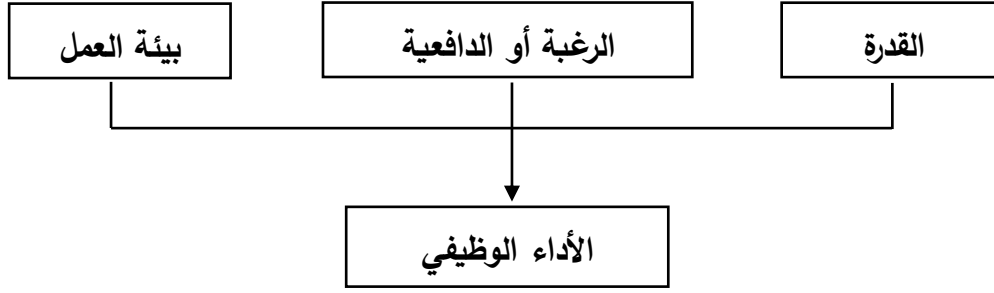 القدرة
الرغبة أو الدافعية
بيئة العمل
الأداء الوظيفي